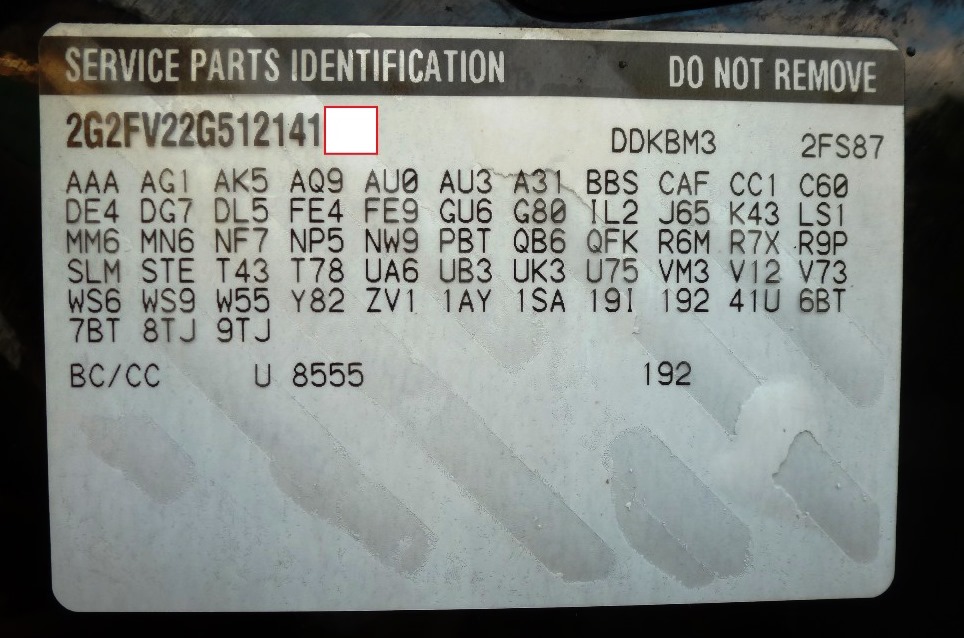 SERVICE PARTS IDENTIFICATION DO NOT REMOVE
2G2FV22G512141 DDKBM3 2FS87
AAA AG1 AK5 AQ9 AU0 AU3 A31 BBS CAF CC1 C60
DE4 DG7 DL5 FE4 FE9 GU6 G80 IL2 J65 K43 LS1
MM6 MN6 NF7 NP5 NW9 PBT QB6 QFK R6M R7X R9P
SLM STE T43 T78 UA6 UB3 UK3 U75 VM3 V12 V73
WS6 WS9 W55 Y82 ZV1 1AY 1SA 19I 192 41U 6BT
7BT 8TJ 9TJ
BC/CC U 8555 192